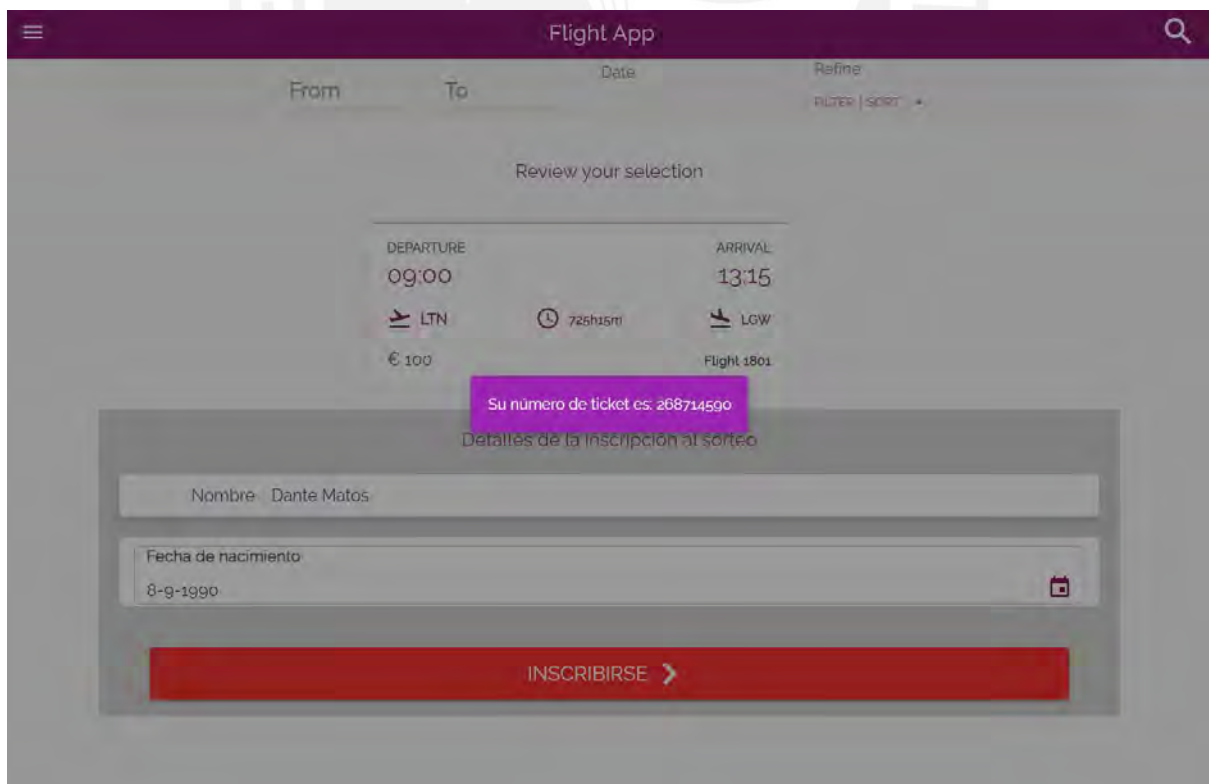 Flight App
Date
Refine
From To
FILTER | SORT
Review your selection
DEPARTURE ARRIVAL
09:00 13:15
LTN 725h15m LGW
€ 100 Flight 1801
Su número de ticket es: 268714590
Detalles de la inscripción al sorteo
Nombre Dante Matos
Fecha de nacimiento
8-9-1990
INSCRIBIRSE